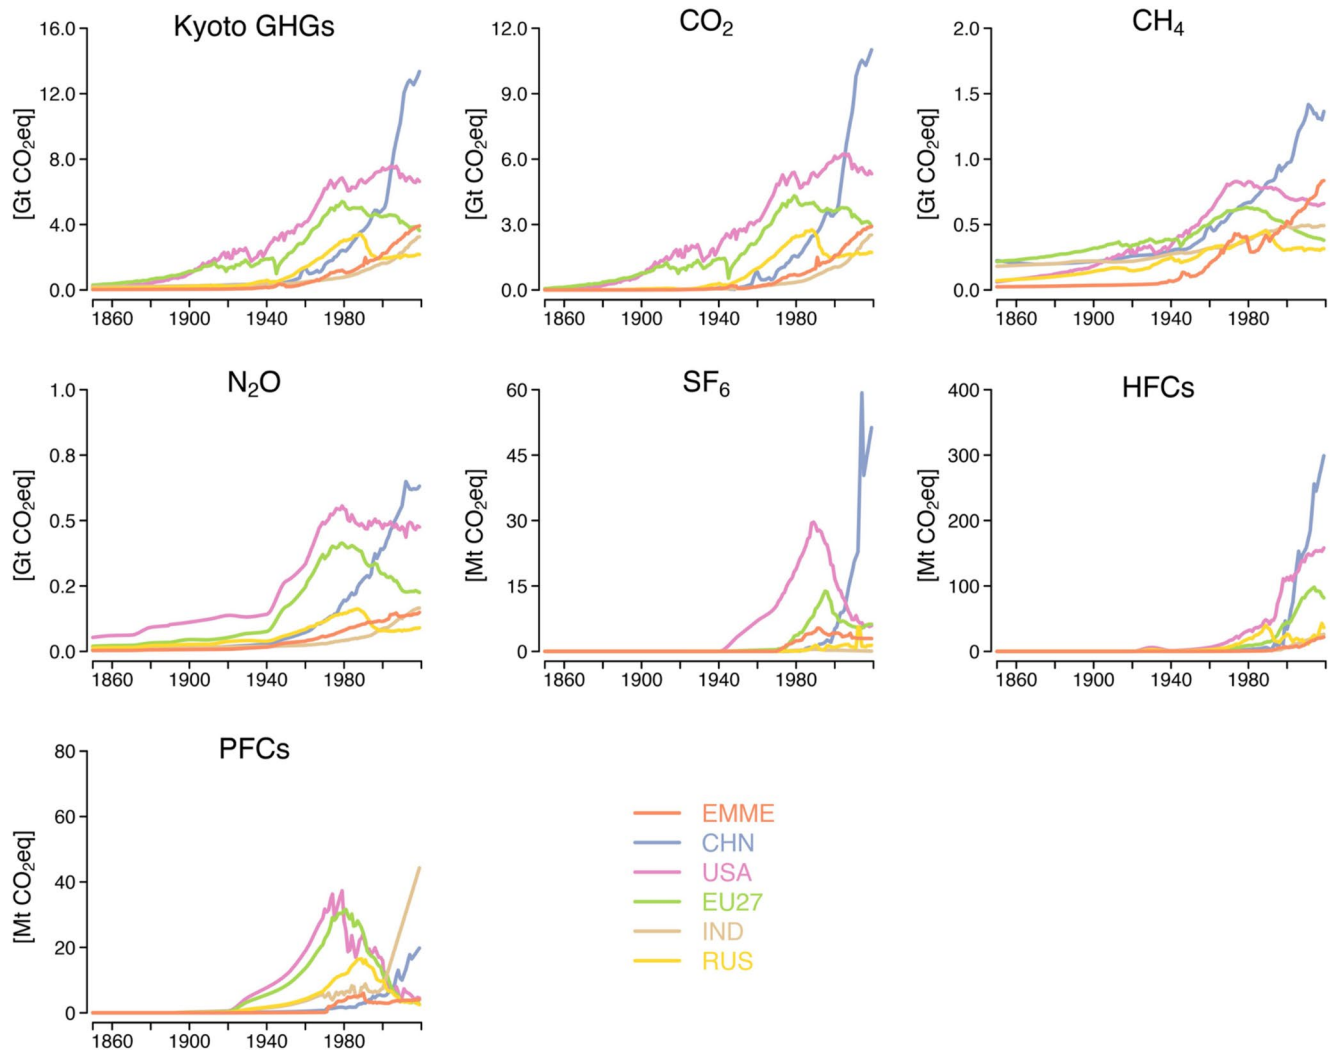 Kyoto GHGs
[Gt CO₂eq]
16.0
12.0
8.0
4.0
0.0
1860 1900 1940 1980
CO₂
[Gt CO₂eq]
12.0
9.0
6.0
3.0
0.0
1860 1900 1940 1980
CH₄
[Gt CO₂eq]
2.0
1.5
1.0
0.5
0.0
1860 1900 1940 1980
N₂O
[Gt CO₂eq]
1.0
0.8
0.5
0.2
0.0
1860 1900 1940 1980
SF₆
[Mt CO₂eq]
60
45
30
15
0
1860 1900 1940 1980
HFCs
[Mt CO₂eq]
400
300
200
100
0
1860 1900 1940 1980
PFCs
[Mt CO₂eq]
80
60
40
20
0
1860 1900 1940 1980
EMME
CHN
USA
EU27
IND
RUS